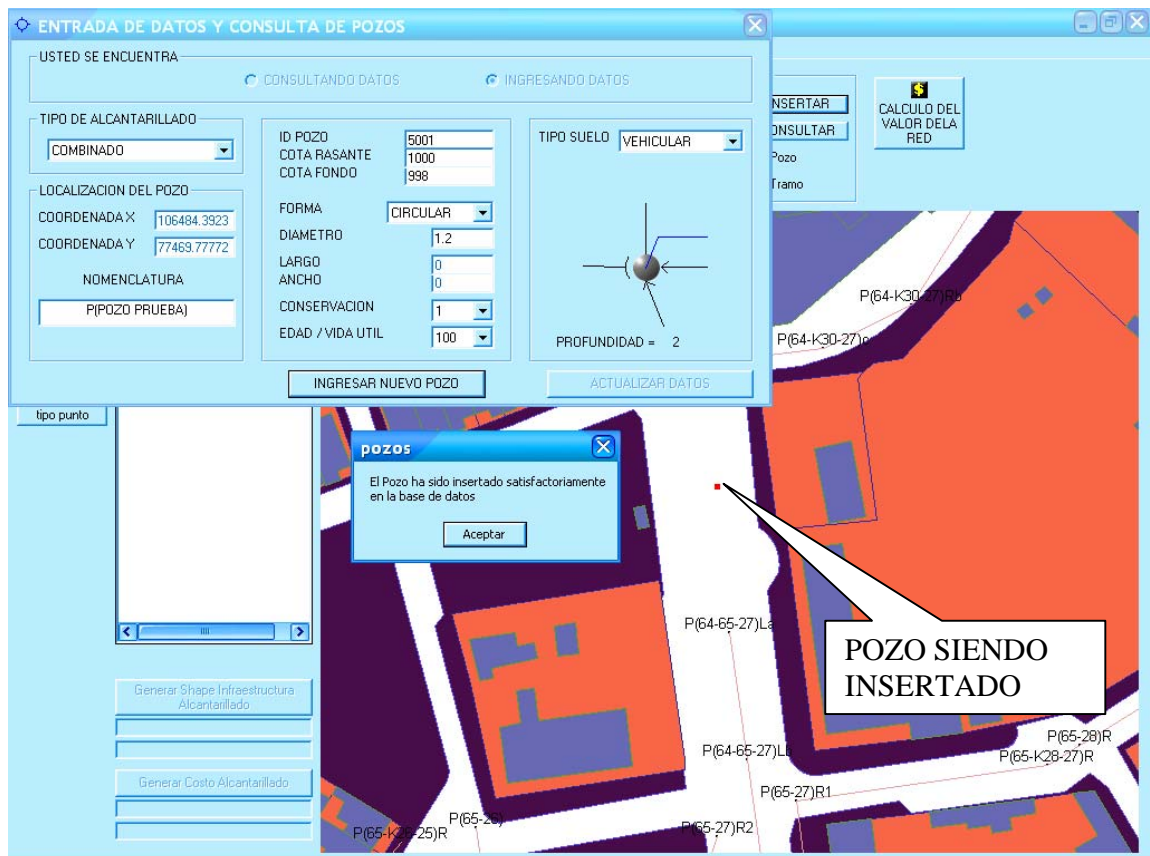 ENTRADA DE DATOS Y CONSULTA DE POZOS
USTED SE ENCUENTRA
CONSULTANDO DATOS
INGRESANDO DATOS
TIPO DE ALCANTARILLADO
COMBINADO
LOCALIZACION DEL POZO
COORDENADA X 106484.3923
COORDENADA Y 77469.77772
NOMENCLATURA
P(POZO PRUEBA)
ID POZO 5001
COTA RASANTE 1000
COTA FONDO 998
FORMA CIRCULAR
DIAMETRO 1.2
LARGO 0
ANCHO 0
CONSERVACION 1
EDAD / VIDA UTIL 100
TIPO SUELO VEHICULAR
PROFUNDIDAD = 2
INGRESAR NUEVO POZO
ACTUALIZAR DATOS
NSERTAR
ONSULTAR
Pozo
Tramo
CALCULO DEL
VALOR DELA
RED
tipo punto
pozos
El Pozo ha sido insertado satisfactoriamente
en la base de datos
Aceptar
Generar Shape Infraestructura
Alcantarillado
Generar Costo Alcantarillado
P(64-K30-27)Rb
P(64-K30-27)c
P(64-65-27)La
POZO SIENDO
INSERTADO
P(64-65-27)Lb
P(65-28)R
P(65-K28-27)R
P(65-27)R1
P(65-27)R2
P(65-26)
P(65-K26-25)R